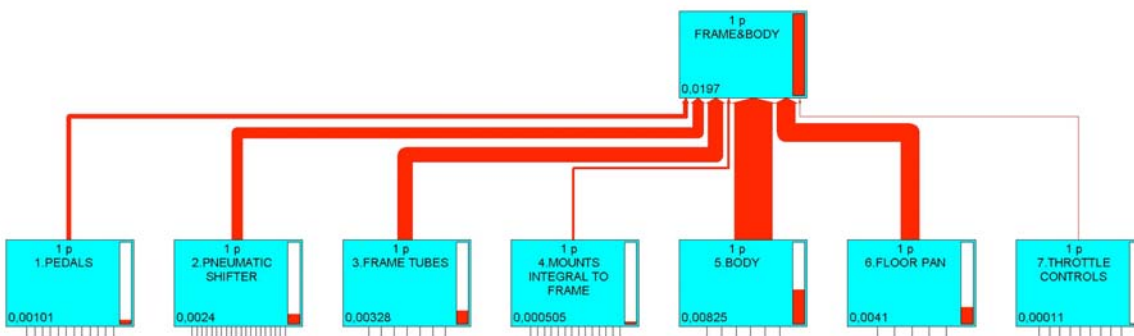 1 p
FRAME&BODY
0,0197
1 p
1.PEDALS
0,00101
1 p
2.PNEUMATIC
SHIFTER
0,0024
1 p
3.FRAME TUBES
0,00328
1 p
4.MOUNTS
INTEGRAL TO
FRAME
0,000505
1 p
5.BODY
0,00825
1 p
6.FLOOR PAN
0,0041
1 p
7.THROTTLE
CONTROLS
0,00011